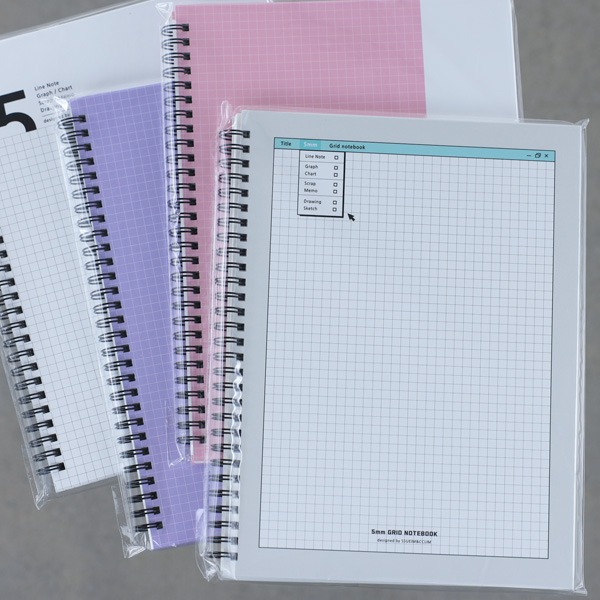 5
Line Note
Graph / Chart
Title 5mm Grid notebook
Line Note
Graph
Chart
Scrap
Memo
Drawing
Sketch
5mm GRID NOTEBOOK